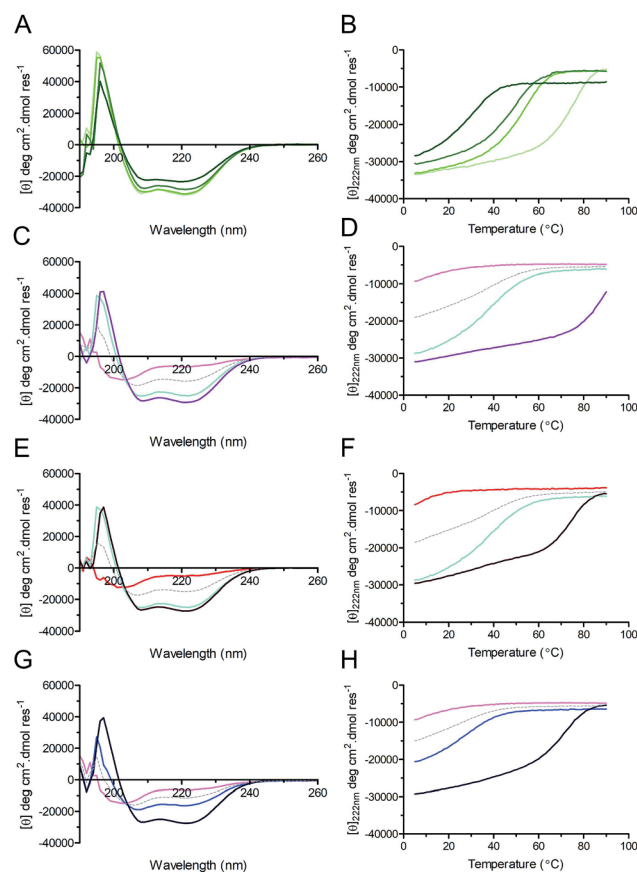 A
[θ] deg cm².dmol res⁻¹
60000
40000
20000
0
-20000
-40000
200 220 240 260
Wavelength (nm)
B
[θ]222nm deg cm².dmol res⁻¹
0
-10000
-20000
-30000
-40000
0 20 40 60 80 100
Temperature (°C)
C
[θ] deg cm².dmol res⁻¹
80000
60000
40000
20000
0
-20000
-40000
200 220 240 260
Wavelength (nm)
D
[θ]222nm deg cm².dmol res⁻¹
0
-10000
-20000
-30000
-40000
0 20 40 60 80 100
Temperature (°C)
E
[θ] deg cm².dmol res⁻¹
80000
60000
40000
20000
0
-20000
-40000
200 220 240 260
Wavelength (nm)
F
[θ]222nm deg cm².dmol res⁻¹
0
-10000
-20000
-30000
-40000
0 20 40 60 80 100
Temperature (°C)
G
[θ] deg cm².dmol res⁻¹
80000
60000
40000
20000
0
-20000
-40000
200 220 240 260
Wavelength (nm)
H
[θ]222nm deg cm².dmol res⁻¹
0
-10000
-20000
-30000
-40000
0 20 40 60 80 100
Temperature (°C)